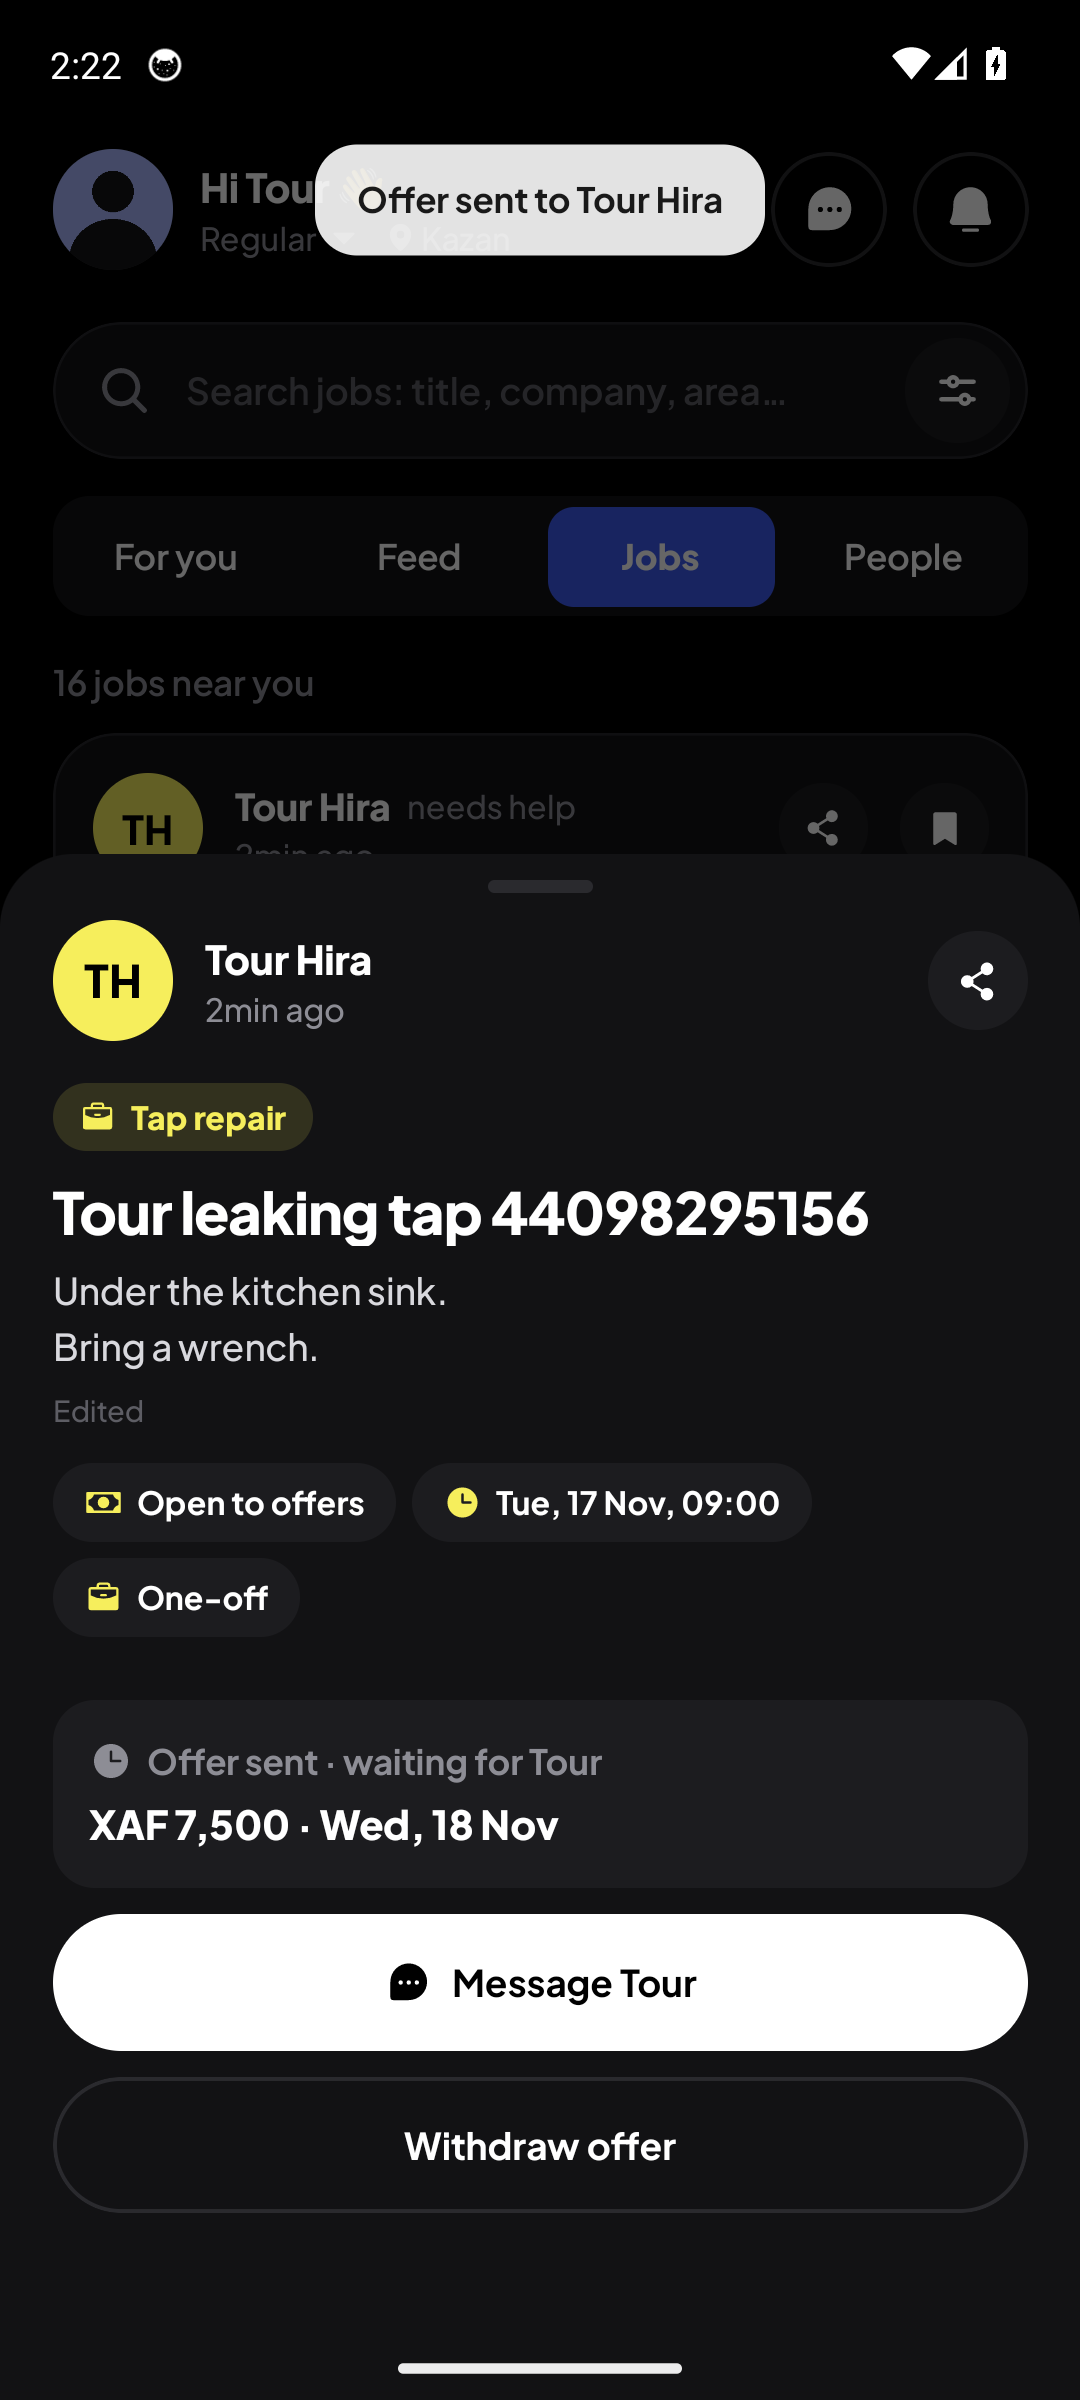 2:22
Hi Tour
Offer sent to Tour Hira
Regular
Kazan
Search jobs: title, company, area...
For you
Feed
Jobs
People
16 jobs near you
TH
Tour Hira needs help
2min ago
TH
Tour Hira
2min ago
Tap repair
Tour leaking tap 44098295156
Under the kitchen sink.
Bring a wrench.
Edited
Open to offers
Tue, 17 Nov, 09:00
One-off
Offer sent · waiting for Tour
XAF 7,500 · Wed, 18 Nov
Message Tour
Withdraw offer